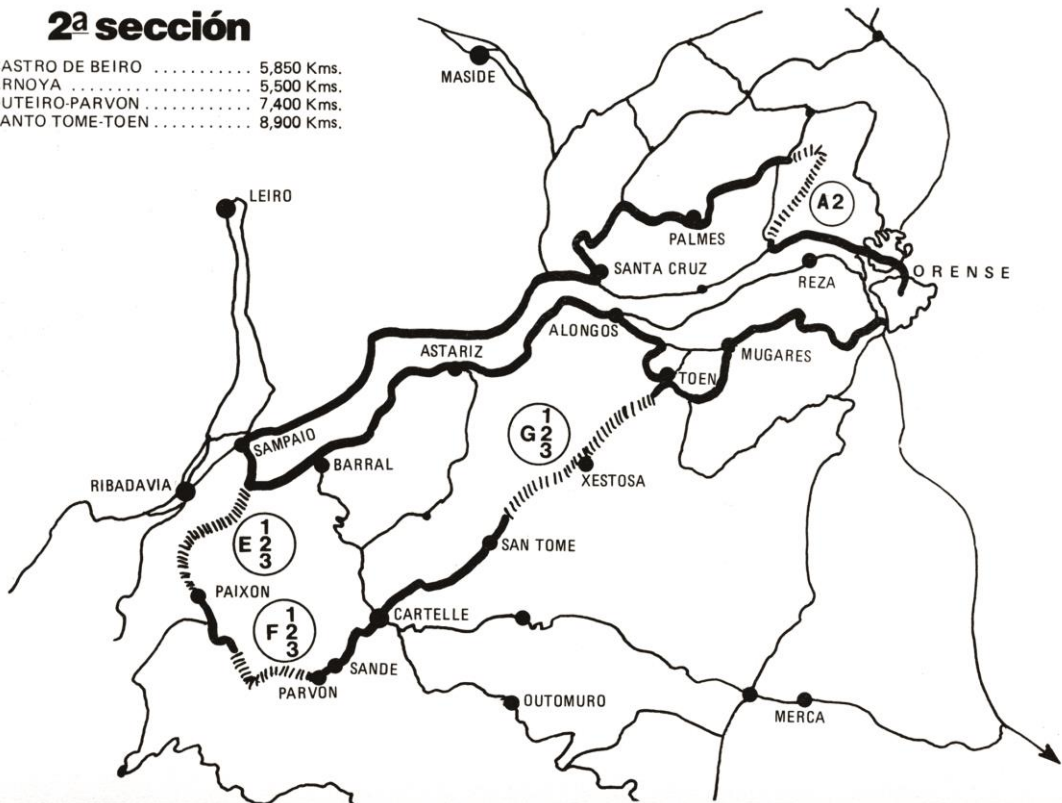 2ª sección
ASTRO DE BEIRO ........... 5,850 Kms.
RNOYA ..................... 5,500 Kms.
UTEIRO-PARVON ............ 7,400 Kms.
ANTO TOME-TOEN ........... 8,900 Kms.
MASIDE
LEIRO
A2
PALMES
SANTA CRUZ
REZA
ORENSE
ALONGOS
ASTARIZ
MUGARES
TOEN
G 1 2 3
SAMPAIO
BARRAL
XESTOSA
RIBADAVIA
E 1 2 3
SAN TOME
PAIXON
F 1 2 3
CARTELLE
SANDE
PARVON
OUTOMURO
MERCA